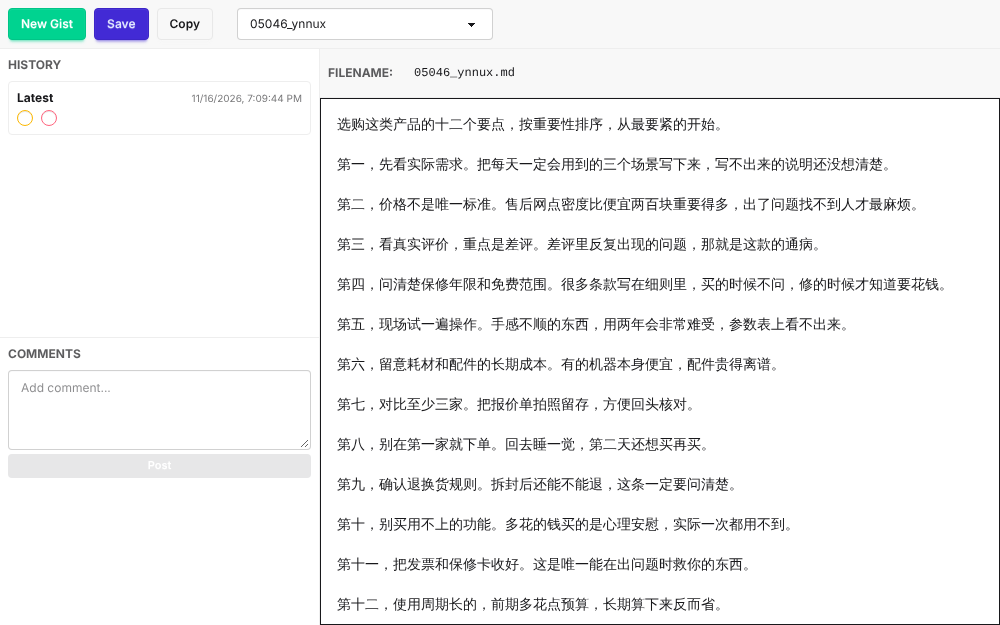 New Gist
Save
Copy
05046_ynnux
HISTORY
Latest
11/16/2026, 7:09:44 PM
COMMENTS
Add comment...
Post
FILENAME:
05046_ynnux.md
选购这类产品的十二个要点，按重要性排序，从最要紧的开始。
第一，先看实际需求。把每天一定会用到的三个场景写下来，写不出来的说明还没想清楚。
第二，价格不是唯一标准。售后网点密度比便宜两百块重要得多，出了问题找不到人才最麻烦。
第三，看真实评价，重点是差评。差评里反复出现的问题，那就是这款的通病。
第四，问清楚保修年限和免费范围。很多条款写在细则里，买的时候不问，修的时候才知道要花钱。
第五，现场试一遍操作。手感不顺的东西，用两年会非常难受，参数表上看不出来。
第六，留意耗材和配件的长期成本。有的机器本身便宜，配件贵得离谱。
第七，对比至少三家。把报价单拍照留存，方便回头核对。
第八，别在第一家就下单。回去睡一觉，第二天还想买再买。
第九，确认退换货规则。拆封后还能不能退，这条一定要问清楚。
第十，别买用不上的功能。多花的钱买的是心理安慰，实际一次都用不到。
第十一，把发票和保修卡收好。这是唯一能在出问题时救你的东西。
第十二，使用周期长的，前期多花点预算，长期算下来反而省。